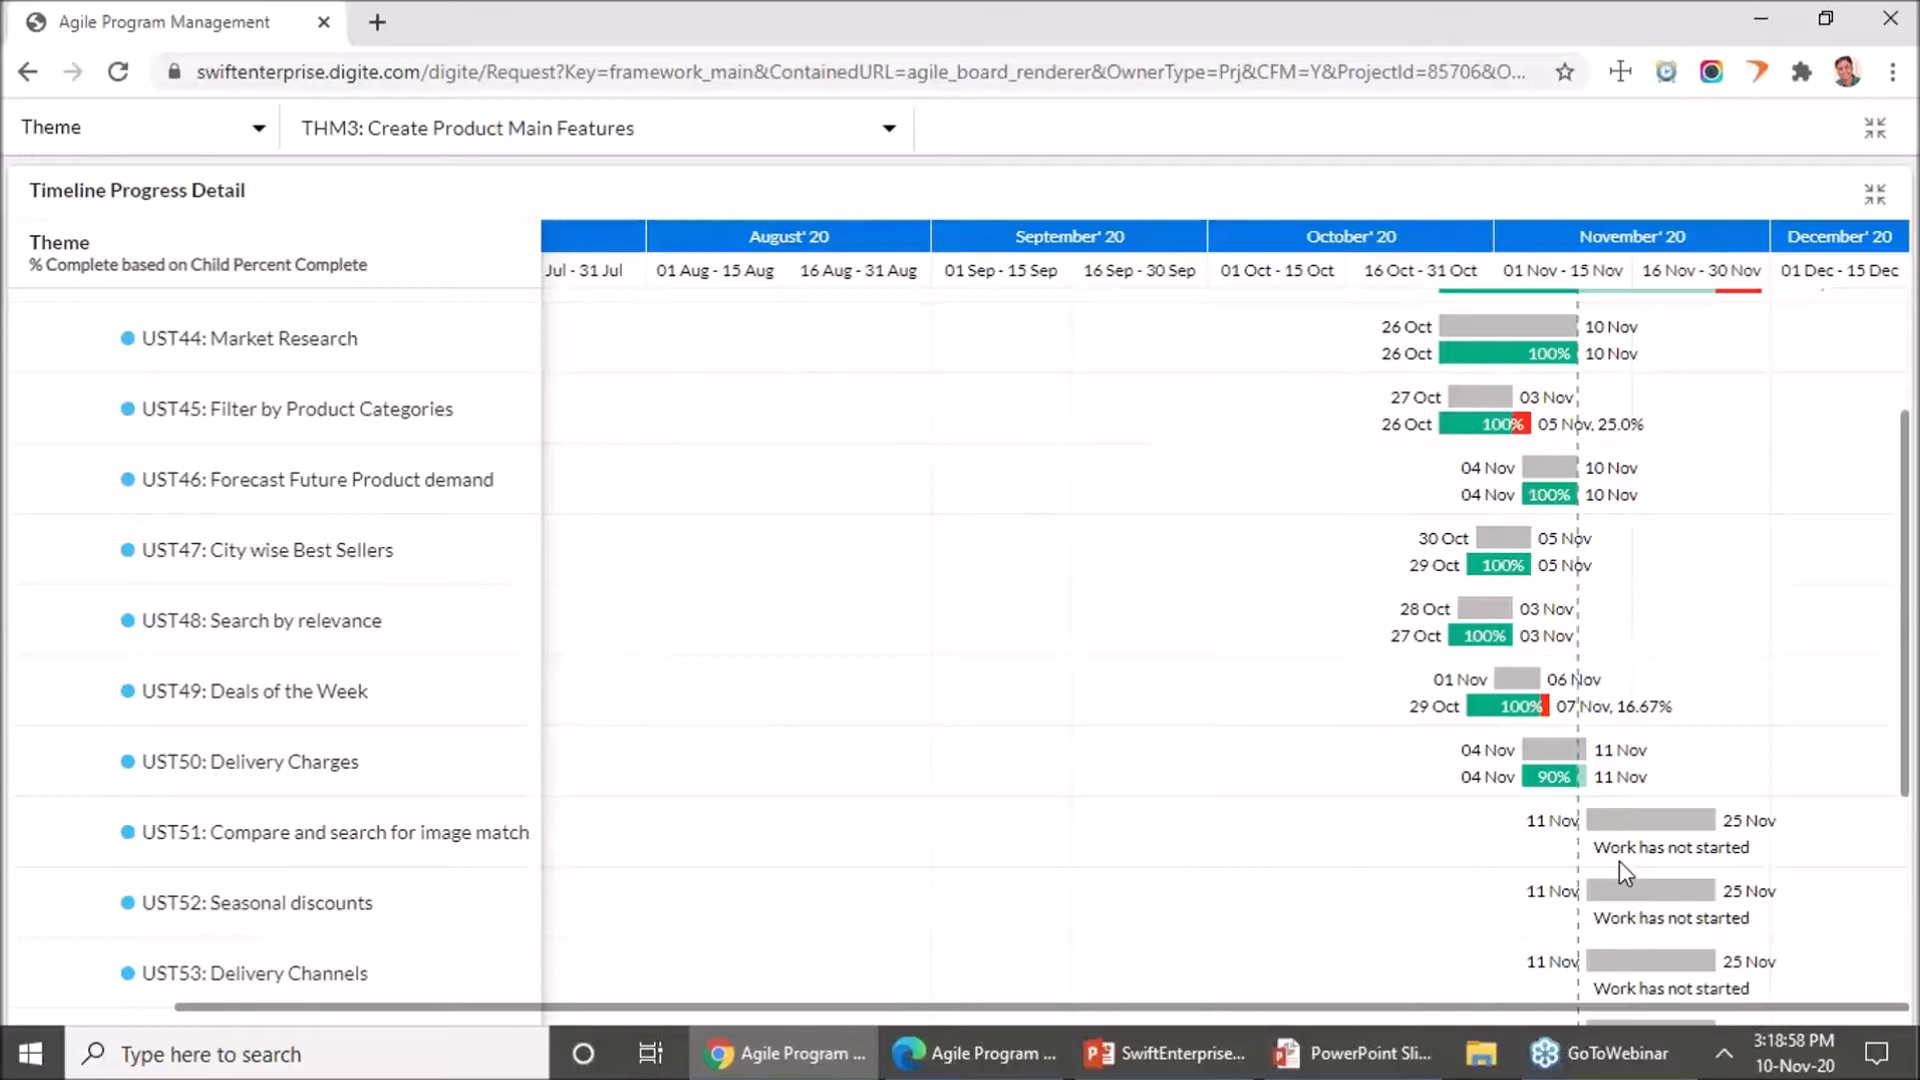 Agile Program Management
swiftenterprise.digite.com/digite/Request?Key=framework_main&ContainedURL=agile_board_renderer&OwnerType=Prj&CFM=Y&ProjectId=85706&O...
Theme THM3: Create Product Main Features
Timeline Progress Detail
Theme
% Complete based on Child Percent Complete
August' 20 September' 20 October' 20 November' 20 December' 20
Jul - 31 Jul 01 Aug - 15 Aug 16 Aug - 31 Aug 01 Sep - 15 Sep 16 Sep - 30 Sep 01 Oct - 15 Oct 16 Oct - 31 Oct 01 Nov - 15 Nov 16 Nov - 30 Nov 01 Dec - 15 Dec
UST44: Market Research
26 Oct 10 Nov
26 Oct 100% 10 Nov
UST45: Filter by Product Categories
27 Oct 03 Nov
26 Oct 100% 05 Nov, 25.0%
UST46: Forecast Future Product demand
04 Nov 10 Nov
04 Nov 100% 10 Nov
UST47: City wise Best Sellers
30 Oct 05 Nov
29 Oct 100% 05 Nov
UST48: Search by relevance
28 Oct 03 Nov
27 Oct 100% 03 Nov
UST49: Deals of the Week
01 Nov 06 Nov
29 Oct 100% 07 Nov, 16.67%
UST50: Delivery Charges
04 Nov 11 Nov
04 Nov 90% 11 Nov
UST51: Compare and search for image match
11 Nov 25 Nov
Work has not started
UST52: Seasonal discounts
11 Nov 25 Nov
Work has not started
UST53: Delivery Channels
11 Nov 25 Nov
Work has not started
Type here to search
Agile Program ...
Agile Program ...
SwiftEnterprise...
PowerPoint Sli...
GoToWebinar
3:18:58 PM
10-Nov-20